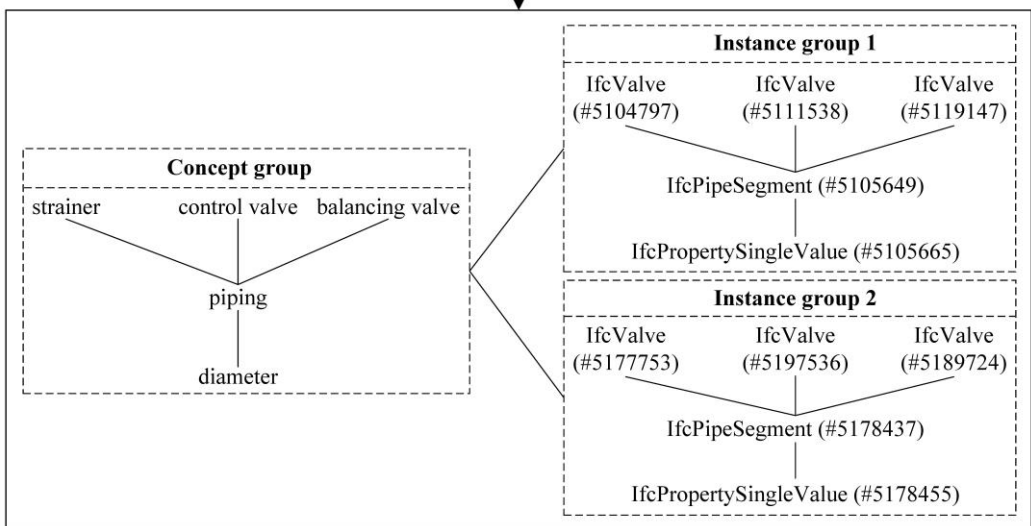 Concept group
strainer control valve balancing valve
piping
diameter
Instance group 1
IfcValve IfcValve IfcValve
(#5104797) (#5111538) (#5119147)
IfcPipeSegment (#5105649)
IfcPropertySingleValue (#5105665)
Instance group 2
IfcValve IfcValve IfcValve
(#5177753) (#5197536) (#5189724)
IfcPipeSegment (#5178437)
IfcPropertySingleValue (#5178455)